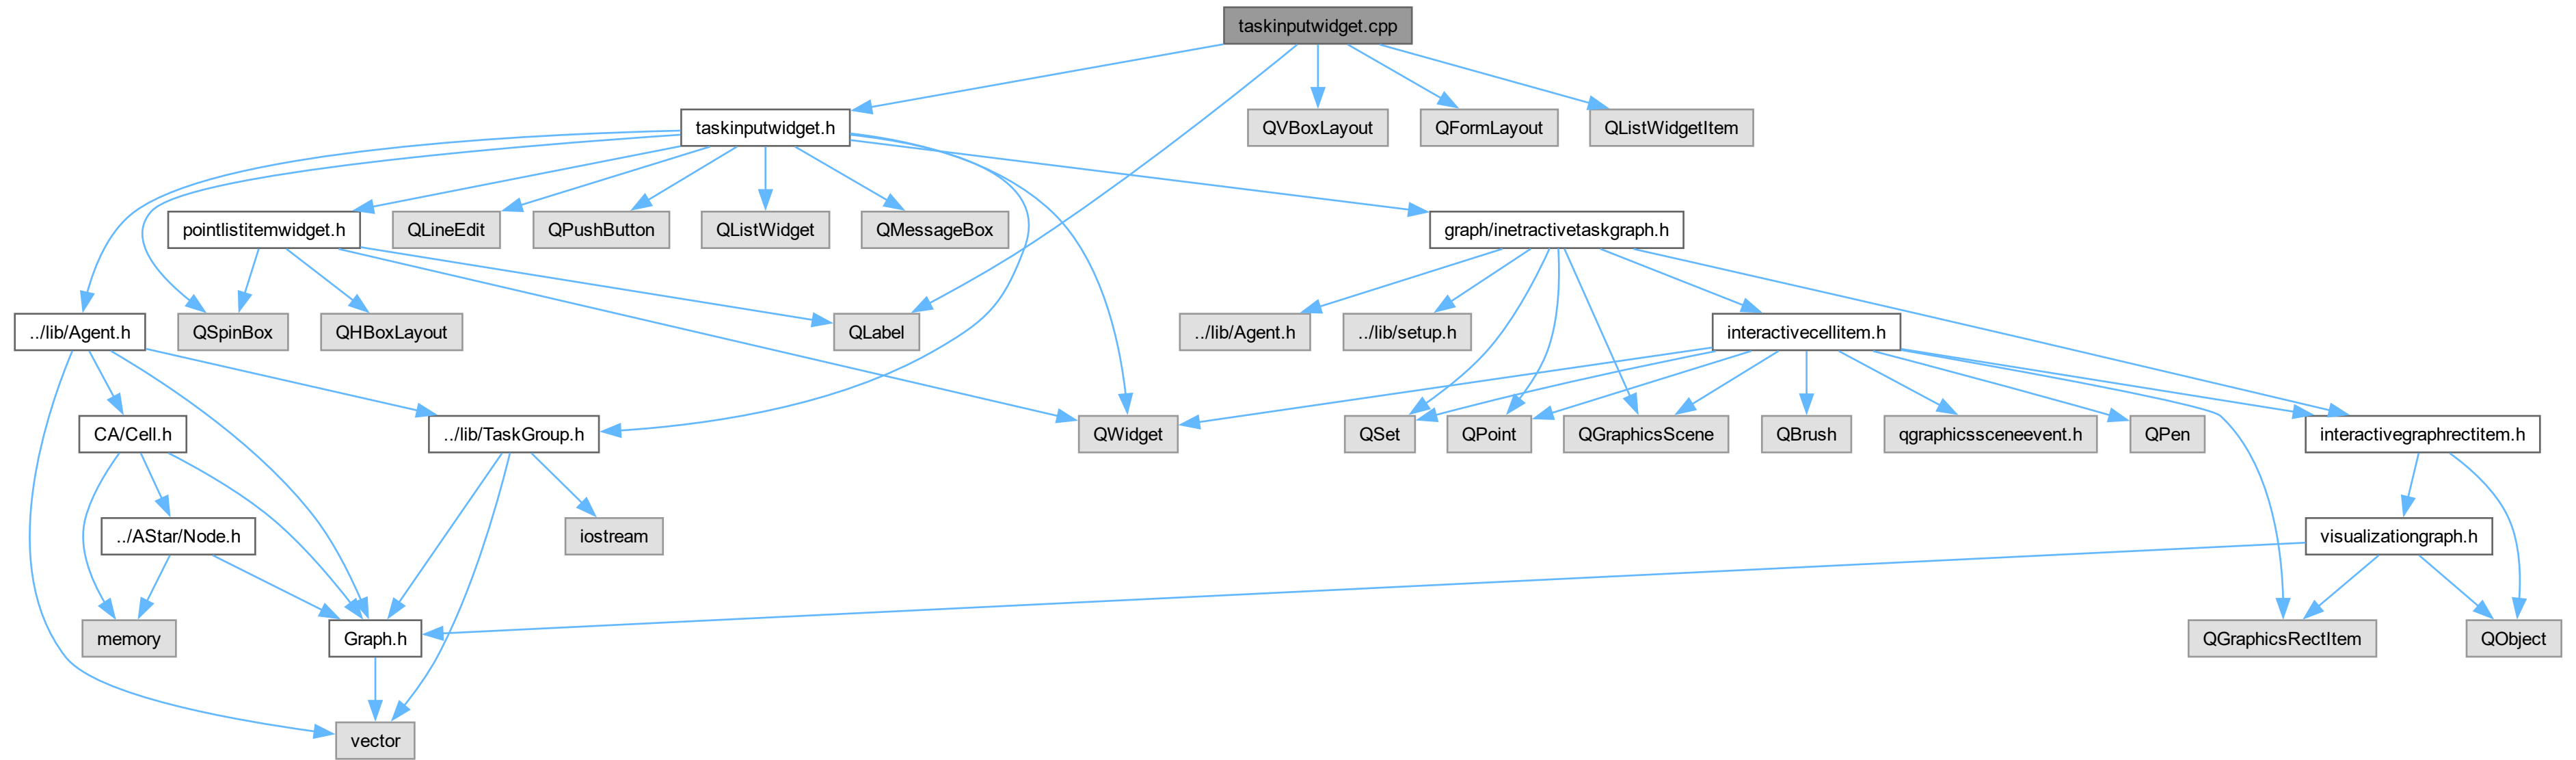 taskinputwidget.cpp
taskinputwidget.h
QVBoxLayout
QFormLayout
QListWidgetItem
pointlistitemwidget.h
QLineEdit
QPushButton
QListWidget
QMessageBox
graph/inetractivetaskgraph.h
../lib/Agent.h
QSpinBox
QHBoxLayout
QLabel
../lib/Agent.h
../lib/setup.h
interactivecellitem.h
CA/Cell.h
../lib/TaskGroup.h
QWidget
QSet
QPoint
QGraphicsScene
QBrush
qgraphicssceneevent.h
QPen
interactivegraphrectitem.h
../AStar/Node.h
iostream
visualizationgraph.h
memory
Graph.h
QGraphicsRectItem
QObject
vector